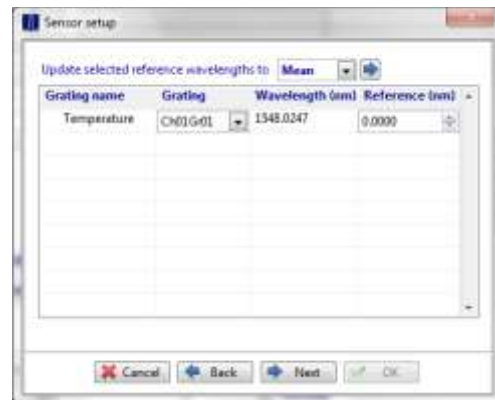 Sensor setup
Update selected reference wavelengths to Mean
Grating name Grating Wavelength (nm) Reference (nm)
Temperature Ch01Gr01 1548.0247 0.0000
Cancel Back Next OK